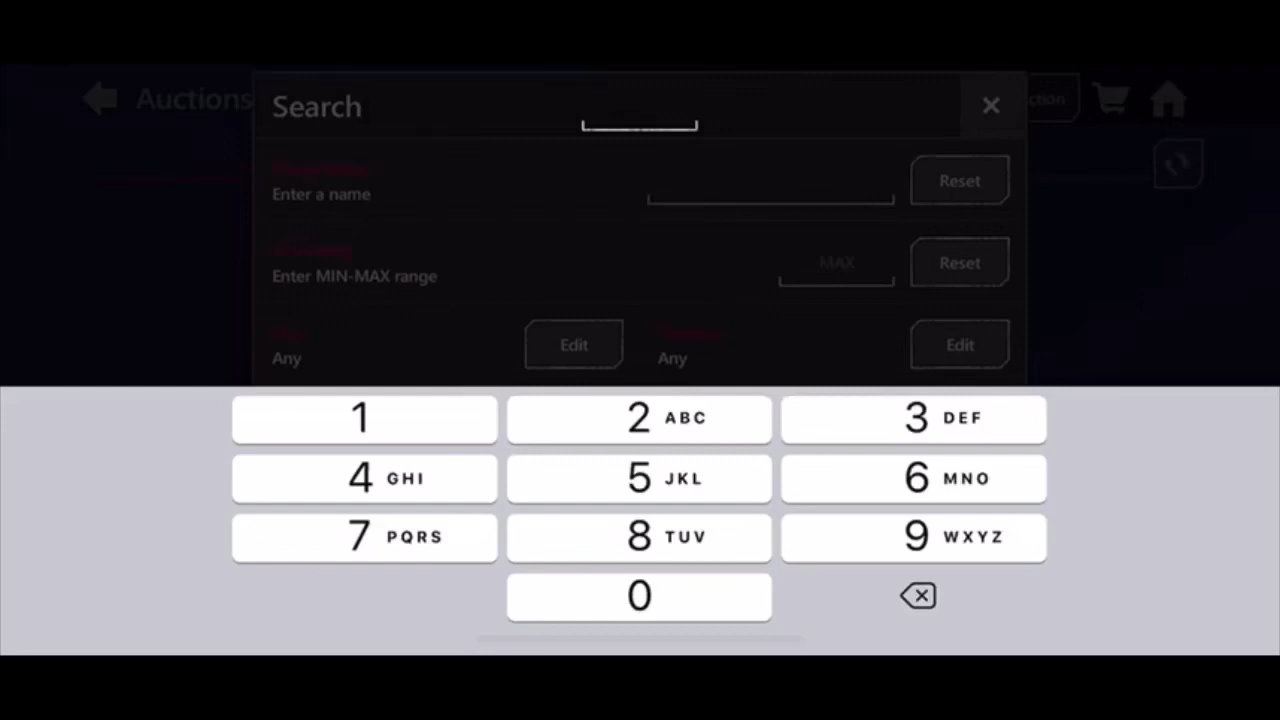 Auctions
Search
ction
Enter a name
Reset
Enter MIN-MAX range
MAX
Reset
Any
Edit
Any
Edit
1
2 ABC
3 DEF
4 GHI
5 JKL
6 MNO
7 PQRS
8 TUV
9 WXYZ
0